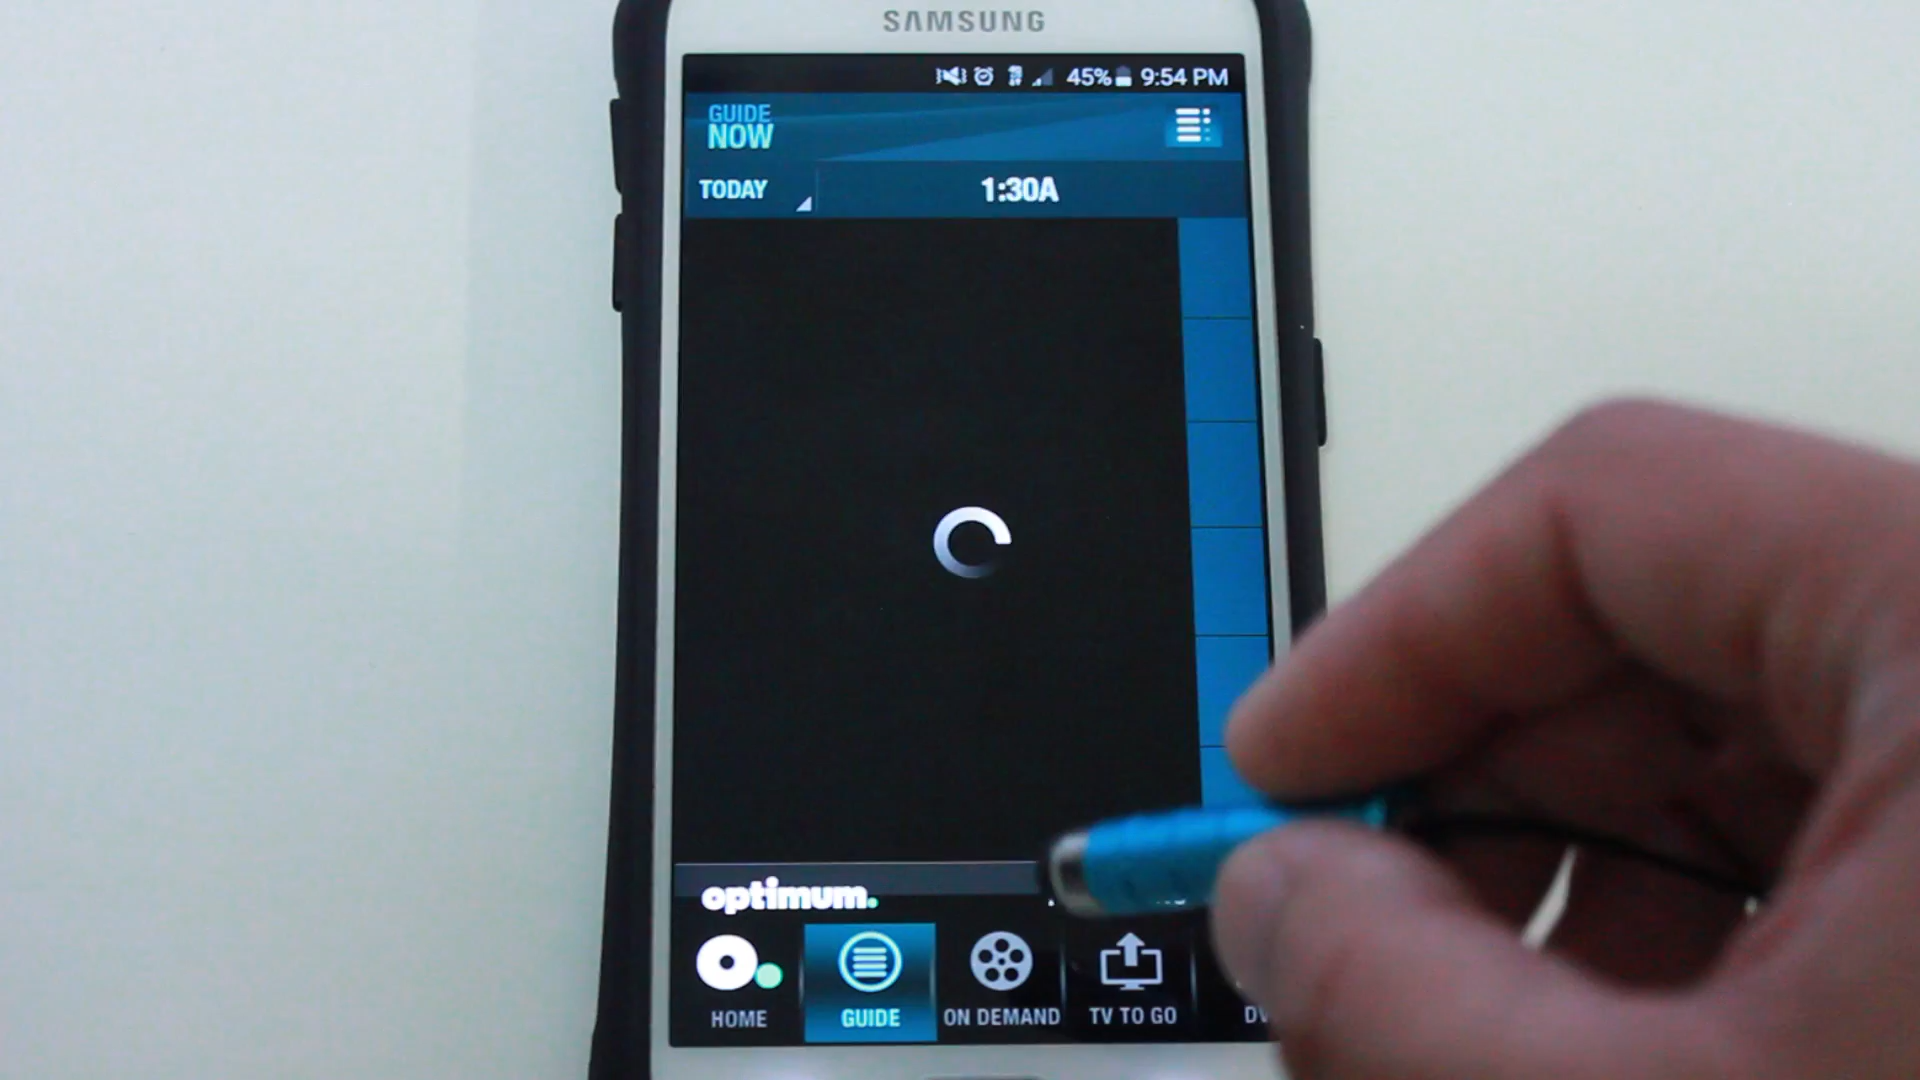 SAMSUNG
45% 9:54 PM
GUIDE
NOW
TODAY 1:30A
optimum.
HOME GUIDE ON DEMAND TV TO GO